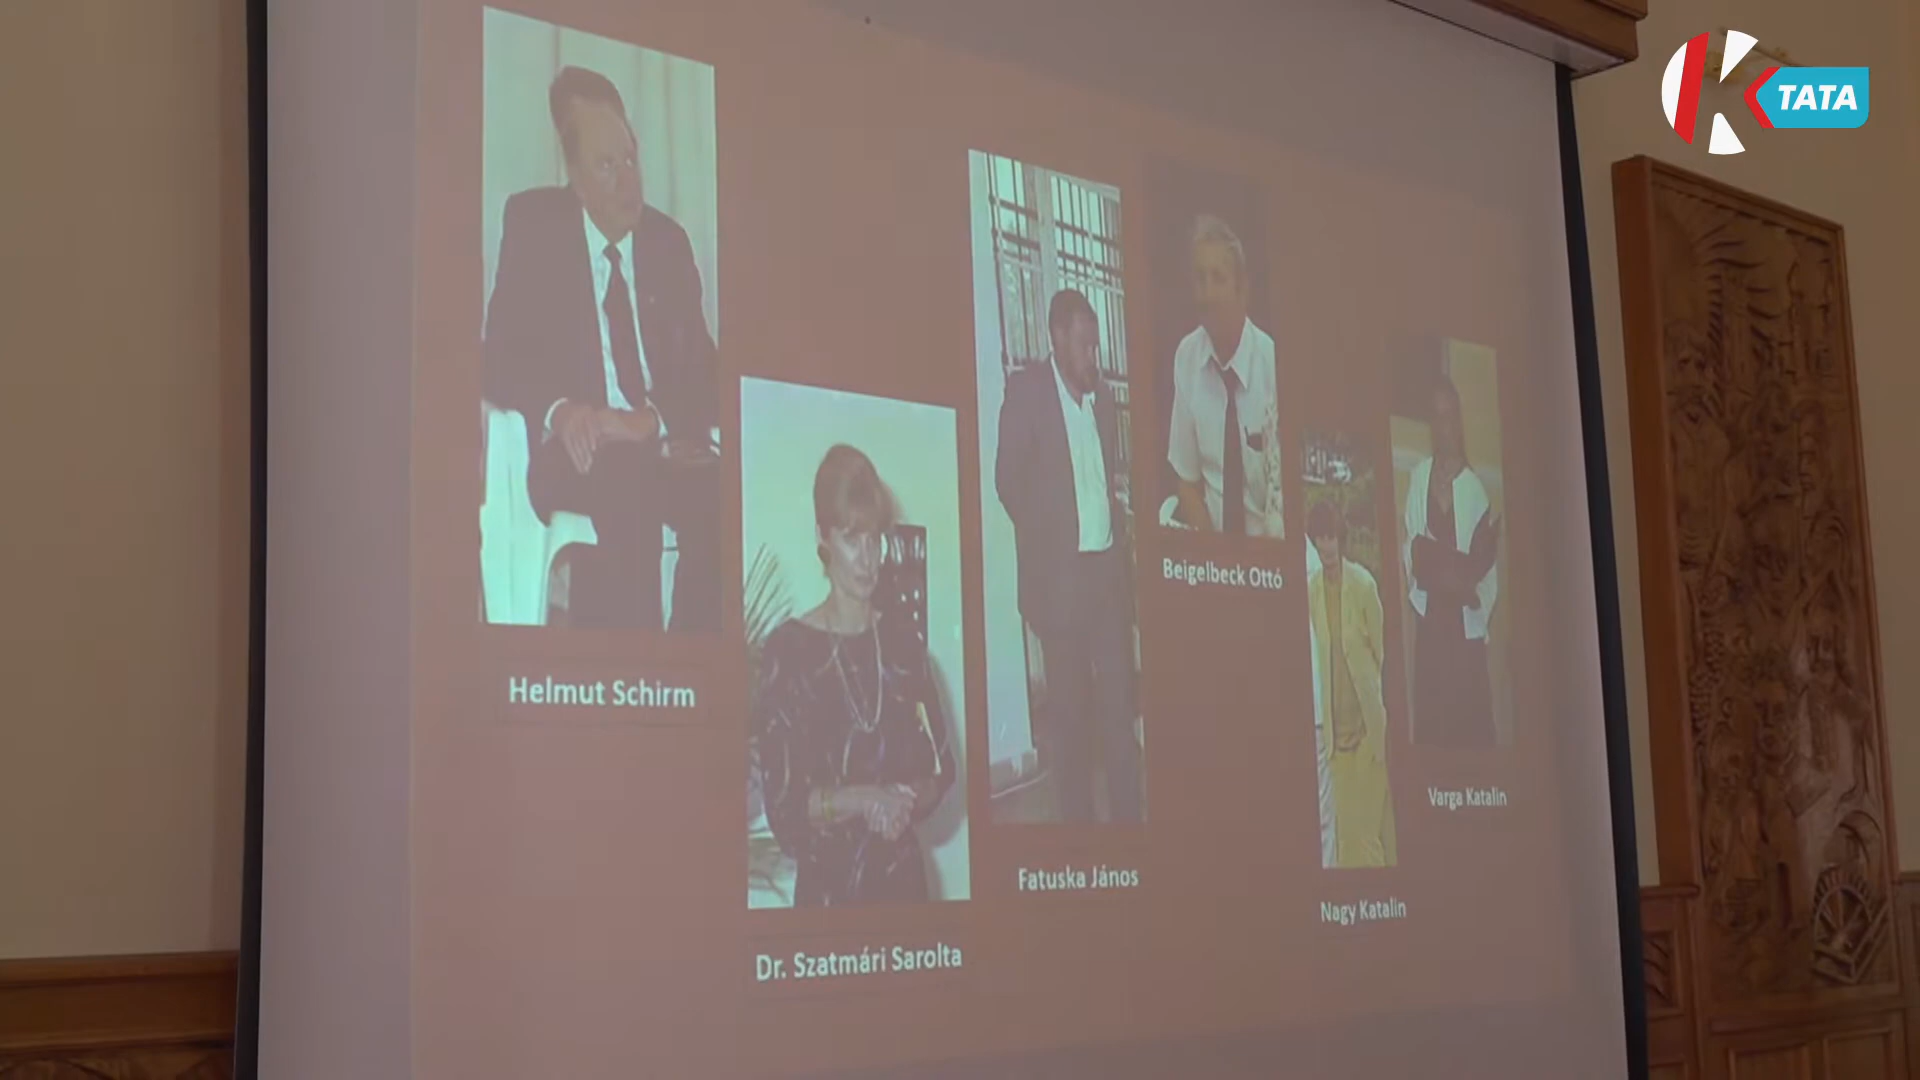 K TATA
Helmut Schirm
Dr. Szatmári Sarolta
Fatuska János
Beigelbeck Ottó
Nagy Katalin
Varga Katalin